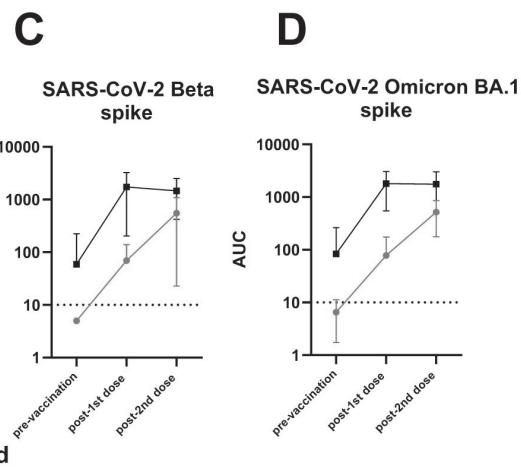 C
D
SARS-CoV-2 Beta
spike
SARS-CoV-2 Omicron BA.1
spike
10000
1000
100
10
1
pre-vaccination
post-1st dose
post-2nd dose
AUC
10000
1000
100
10
1
pre-vaccination
post-1st dose
post-2nd dose
d